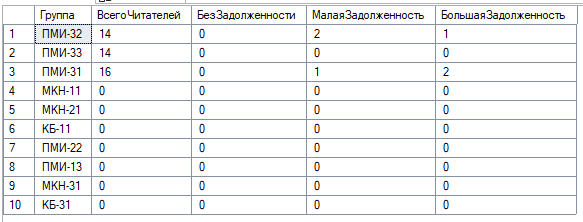 Группа ВсегоЧитателей БезЗадолженности МалаяЗадолженность БольшаяЗадолженность
1 ПМИ-32 14 0 2 1
2 ПМИ-33 14 0 0 0
3 ПМИ-31 16 0 1 2
4 МКН-11 0 0 0 0
5 МКН-21 0 0 0 0
6 КБ-11 0 0 0 0
7 ПМИ-22 0 0 0 0
8 ПМИ-13 0 0 0 0
9 МКН-31 0 0 0 0
10 КБ-31 0 0 0 0